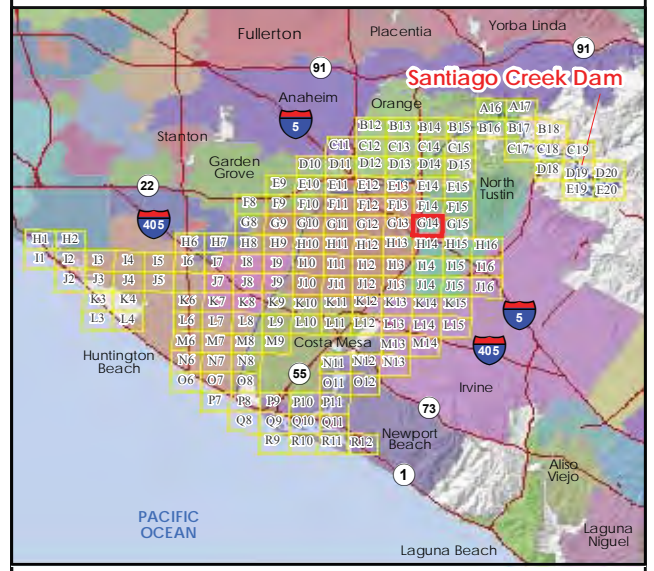 Fullerton
Placentia
Yorba Linda
91
91
Santiago Creek Dam
Anaheim
Orange
5
A16 A17
B12 B13 B14 B15 B16 B17 B18
Stanton
C11 C12 C13 C14 C15 C17 C18 C19
Garden
Grove
D10 D11 D12 D13 D14 D15 D18 D19 D20
North
Tustin
22
E9 E10 E11 E12 E13 E14 E15 E19 E20
F8 F9 F10 F11 F12 F13 F14 F15
405
G8 G9 G10 G11 G12 G13 G14 G15
H1 H2 H6 H7 H8 H9 H10 H11 H12 H13 H14 H15 H16
I1 I2 I3 I4 I5 I6 I7 I8 I9 I10 I11 I12 I13 I14 I15 I16
J2 J3 J4 J5 J7 J8 J9 J10 J11 J12 J13 J14 J15 J16
K3 K4 K6 K7 K8 K9 K10 K11 K12 K13 K14 K15
5
L3 L4 L6 L7 L8 L9 L10 L11 L12 L13 L14 L15
M6 M7 M8 M9 Costa Mesa M13 M14
405
Huntington
Beach
N6 N7 N8 N11 N12 N13
55
O6 O7 O8 O11 O12
Irvine
P7 P8 P9 P10 P11
73
Q8 Q9 Q10 Q11
Newport
Beach
R9 R10 R11 R12
1
Aliso
Viejo
PACIFIC
OCEAN
Laguna
Niguel
Laguna Beach